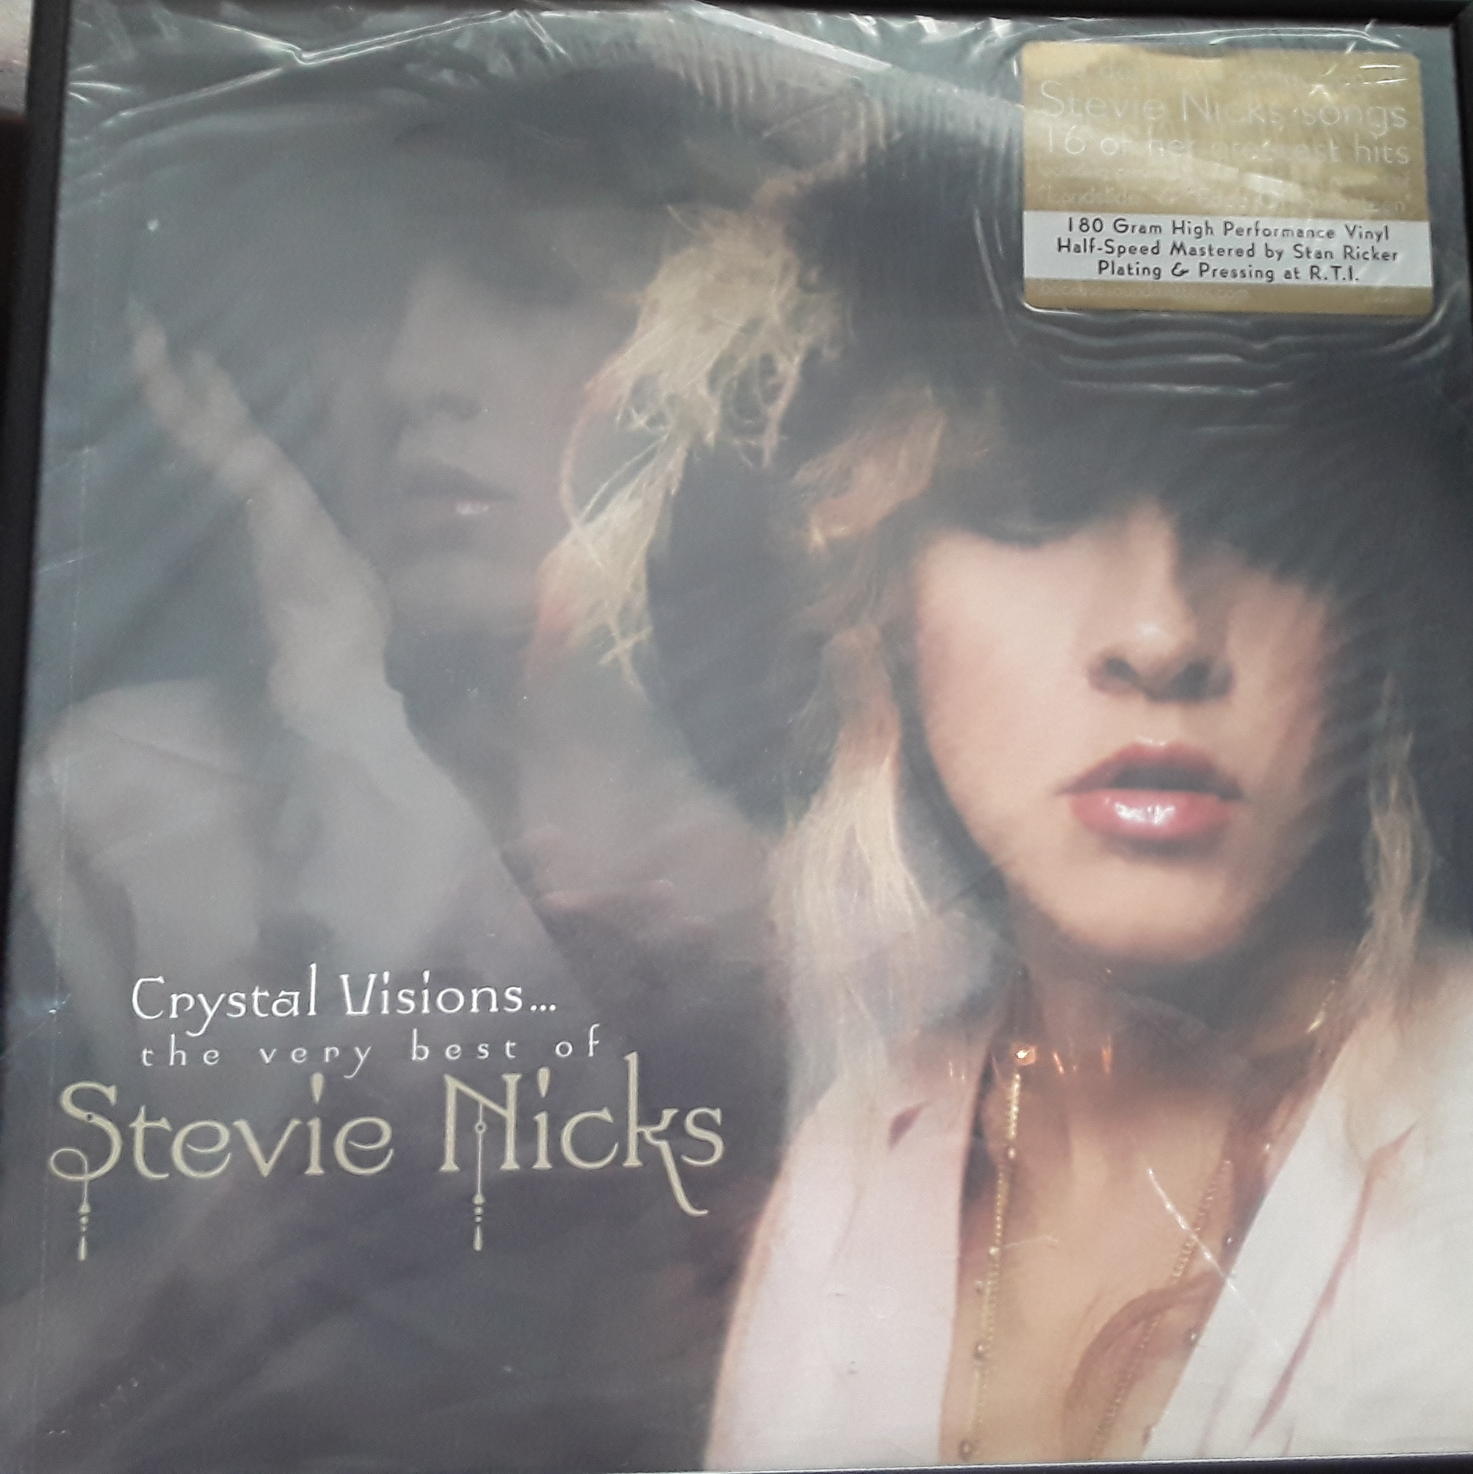 Stevie Nicks songs
16 of her greatest hits
180 Gram High Performance Vinyl
Half-Speed Mastered by Stan Ricker
Plating & Pressing at R.T.I.
Crystal Visions...
the very best of
Stevie Nicks